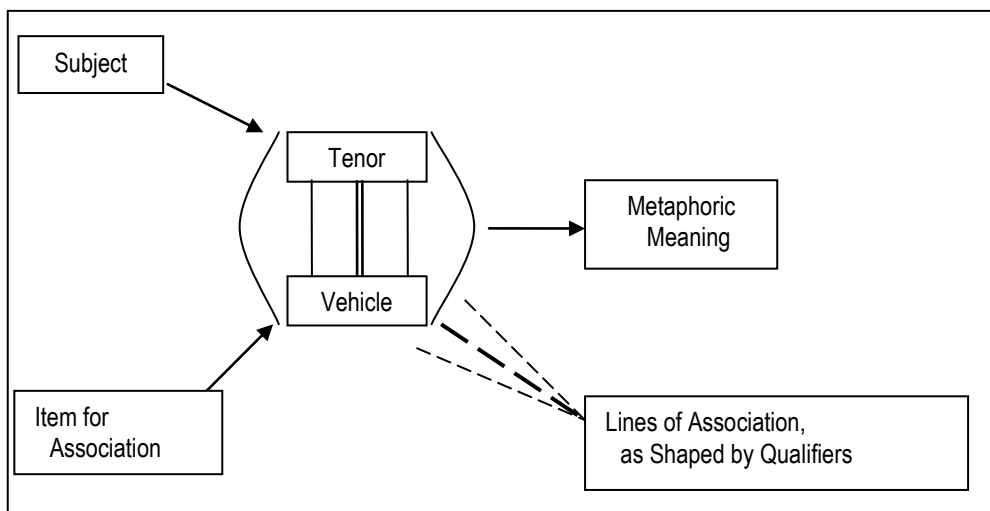 Subject
Tenor
Metaphoric
Meaning
Vehicle
Item for
Association
Lines of Association,
as Shaped by Qualifiers